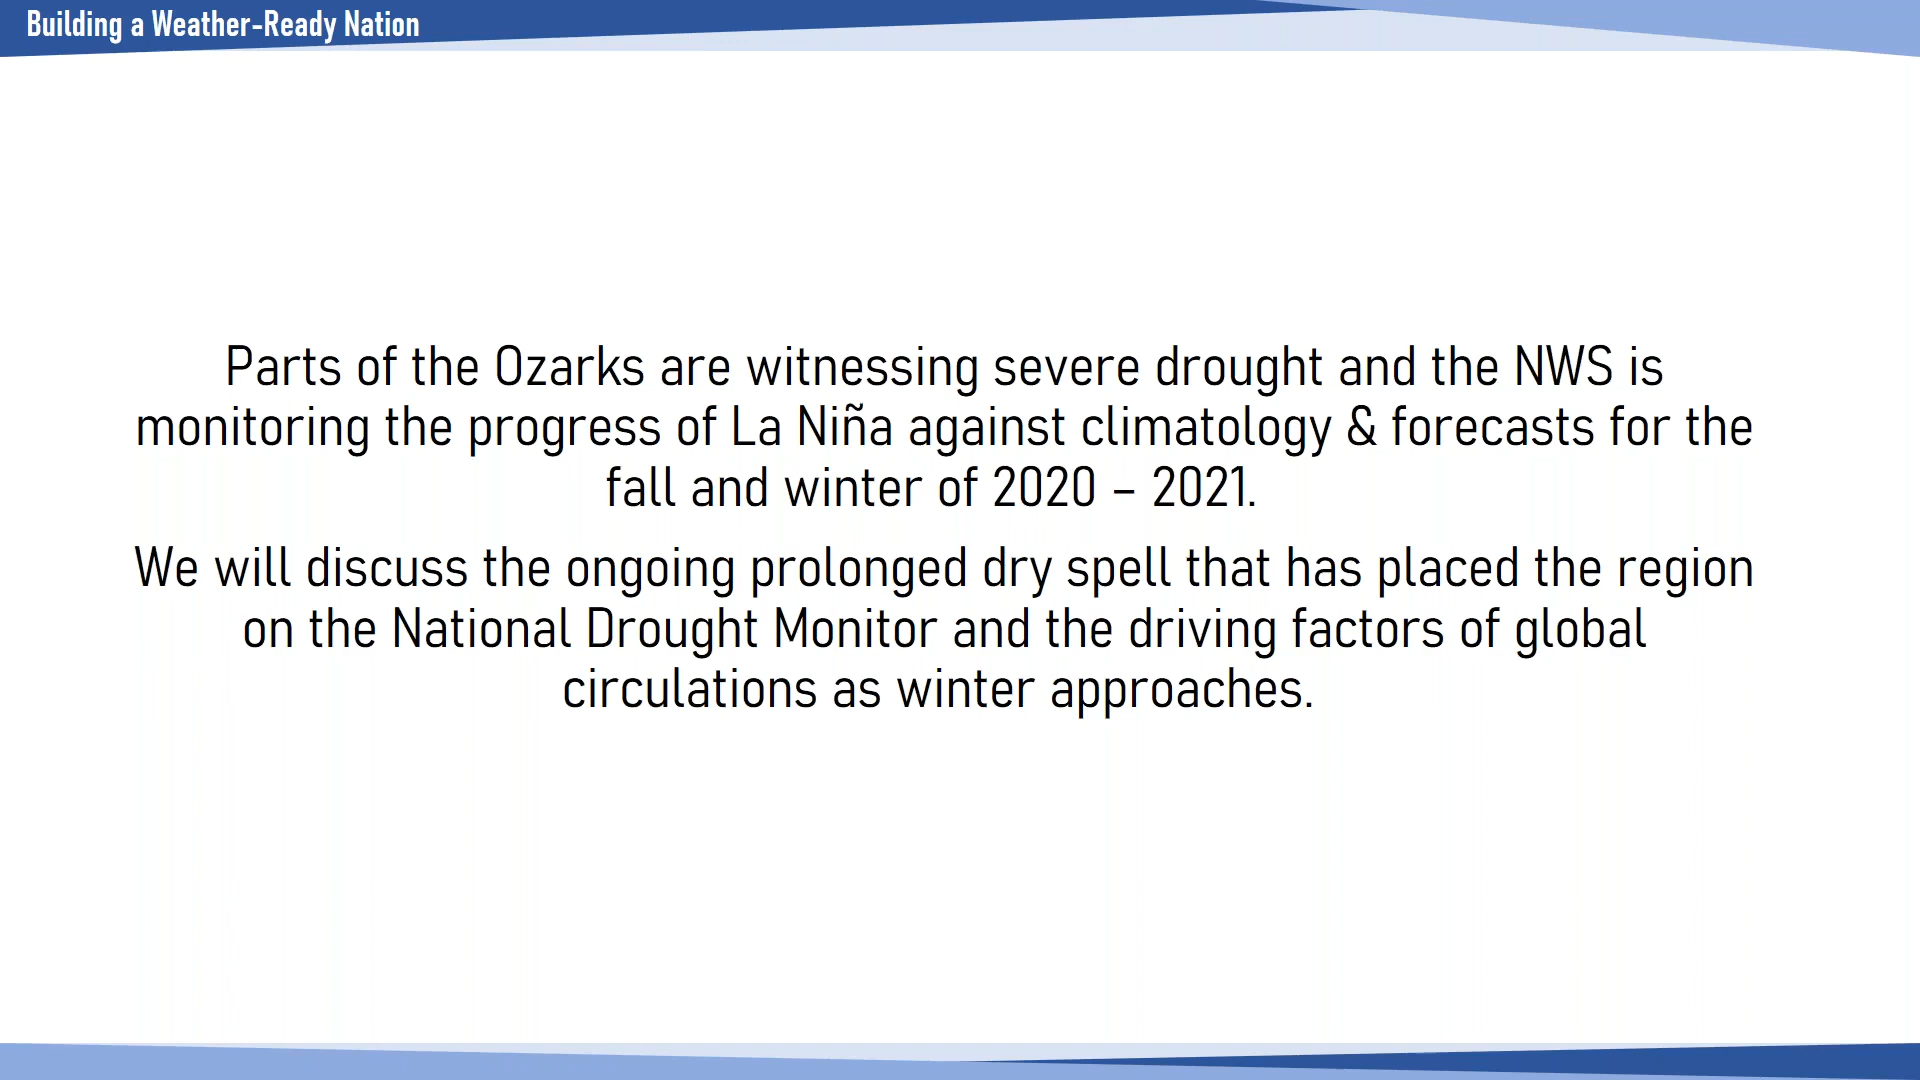 Building a Weather-Ready Nation
Parts of the Ozarks are witnessing severe drought and the NWS is
monitoring the progress of La Niña against climatology & forecasts for the
fall and winter of 2020 – 2021.
We will discuss the ongoing prolonged dry spell that has placed the region
on the National Drought Monitor and the driving factors of global
circulations as winter approaches.